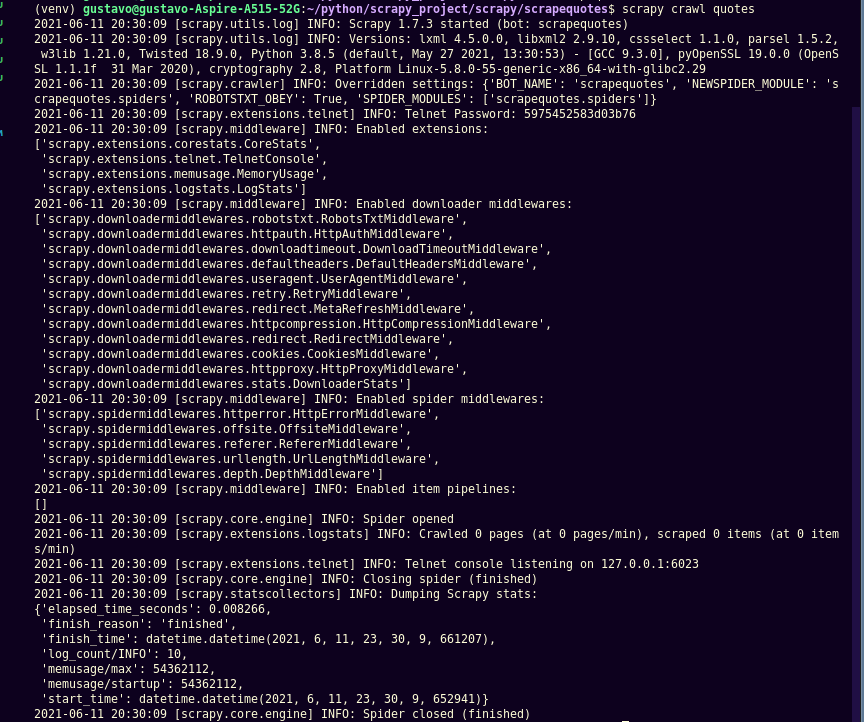 (venv) gustavo@gustavo-Aspire-A515-52G:~/python/scrapy_project/scrapy/scrapequotes$ scrapy crawl quotes
2021-06-11 20:30:09 [scrapy.utils.log] INFO: Scrapy 1.7.3 started (bot: scrapequotes)
2021-06-11 20:30:09 [scrapy.utils.log] INFO: Versions: lxml 4.5.0.0, libxml2 2.9.10, cssselect 1.1.0, parsel 1.5.2,
 w3lib 1.21.0, Twisted 18.9.0, Python 3.8.5 (default, May 27 2021, 13:30:53) - [GCC 9.3.0], pyOpenSSL 19.0.0 (OpenS
SL 1.1.1f  31 Mar 2020), cryptography 2.8, Platform Linux-5.8.0-55-generic-x86_64-with-glibc2.29
2021-06-11 20:30:09 [scrapy.crawler] INFO: Overridden settings: {'BOT_NAME': 'scrapequotes', 'NEWSPIDER_MODULE': 's
crapequotes.spiders', 'ROBOTSTXT_OBEY': True, 'SPIDER_MODULES': ['scrapequotes.spiders']}
2021-06-11 20:30:09 [scrapy.extensions.telnet] INFO: Telnet Password: 5975452583d03b76
2021-06-11 20:30:09 [scrapy.middleware] INFO: Enabled extensions:
['scrapy.extensions.corestats.CoreStats',
 'scrapy.extensions.telnet.TelnetConsole',
 'scrapy.extensions.memusage.MemoryUsage',
 'scrapy.extensions.logstats.LogStats']
2021-06-11 20:30:09 [scrapy.middleware] INFO: Enabled downloader middlewares:
['scrapy.downloadermiddlewares.robotstxt.RobotsTxtMiddleware',
 'scrapy.downloadermiddlewares.httpauth.HttpAuthMiddleware',
 'scrapy.downloadermiddlewares.downloadtimeout.DownloadTimeoutMiddleware',
 'scrapy.downloadermiddlewares.defaultheaders.DefaultHeadersMiddleware',
 'scrapy.downloadermiddlewares.useragent.UserAgentMiddleware',
 'scrapy.downloadermiddlewares.retry.RetryMiddleware',
 'scrapy.downloadermiddlewares.redirect.MetaRefreshMiddleware',
 'scrapy.downloadermiddlewares.httpcompression.HttpCompressionMiddleware',
 'scrapy.downloadermiddlewares.redirect.RedirectMiddleware',
 'scrapy.downloadermiddlewares.cookies.CookiesMiddleware',
 'scrapy.downloadermiddlewares.httpproxy.HttpProxyMiddleware',
 'scrapy.downloadermiddlewares.stats.DownloaderStats']
2021-06-11 20:30:09 [scrapy.middleware] INFO: Enabled spider middlewares:
['scrapy.spidermiddlewares.httperror.HttpErrorMiddleware',
 'scrapy.spidermiddlewares.offsite.OffsiteMiddleware',
 'scrapy.spidermiddlewares.referer.RefererMiddleware',
 'scrapy.spidermiddlewares.urllength.UrlLengthMiddleware',
 'scrapy.spidermiddlewares.depth.DepthMiddleware']
2021-06-11 20:30:09 [scrapy.middleware] INFO: Enabled item pipelines:
[]
2021-06-11 20:30:09 [scrapy.core.engine] INFO: Spider opened
2021-06-11 20:30:09 [scrapy.extensions.logstats] INFO: Crawled 0 pages (at 0 pages/min), scraped 0 items (at 0 item
s/min)
2021-06-11 20:30:09 [scrapy.extensions.telnet] INFO: Telnet console listening on 127.0.0.1:6023
2021-06-11 20:30:09 [scrapy.core.engine] INFO: Closing spider (finished)
2021-06-11 20:30:09 [scrapy.statscollectors] INFO: Dumping Scrapy stats:
{'elapsed_time_seconds': 0.008266,
 'finish_reason': 'finished',
 'finish_time': datetime.datetime(2021, 6, 11, 23, 30, 9, 661207),
 'log_count/INFO': 10,
 'memusage/max': 54362112,
 'memusage/startup': 54362112,
 'start_time': datetime.datetime(2021, 6, 11, 23, 30, 9, 652941)}
2021-06-11 20:30:09 [scrapy.core.engine] INFO: Spider closed (finished)